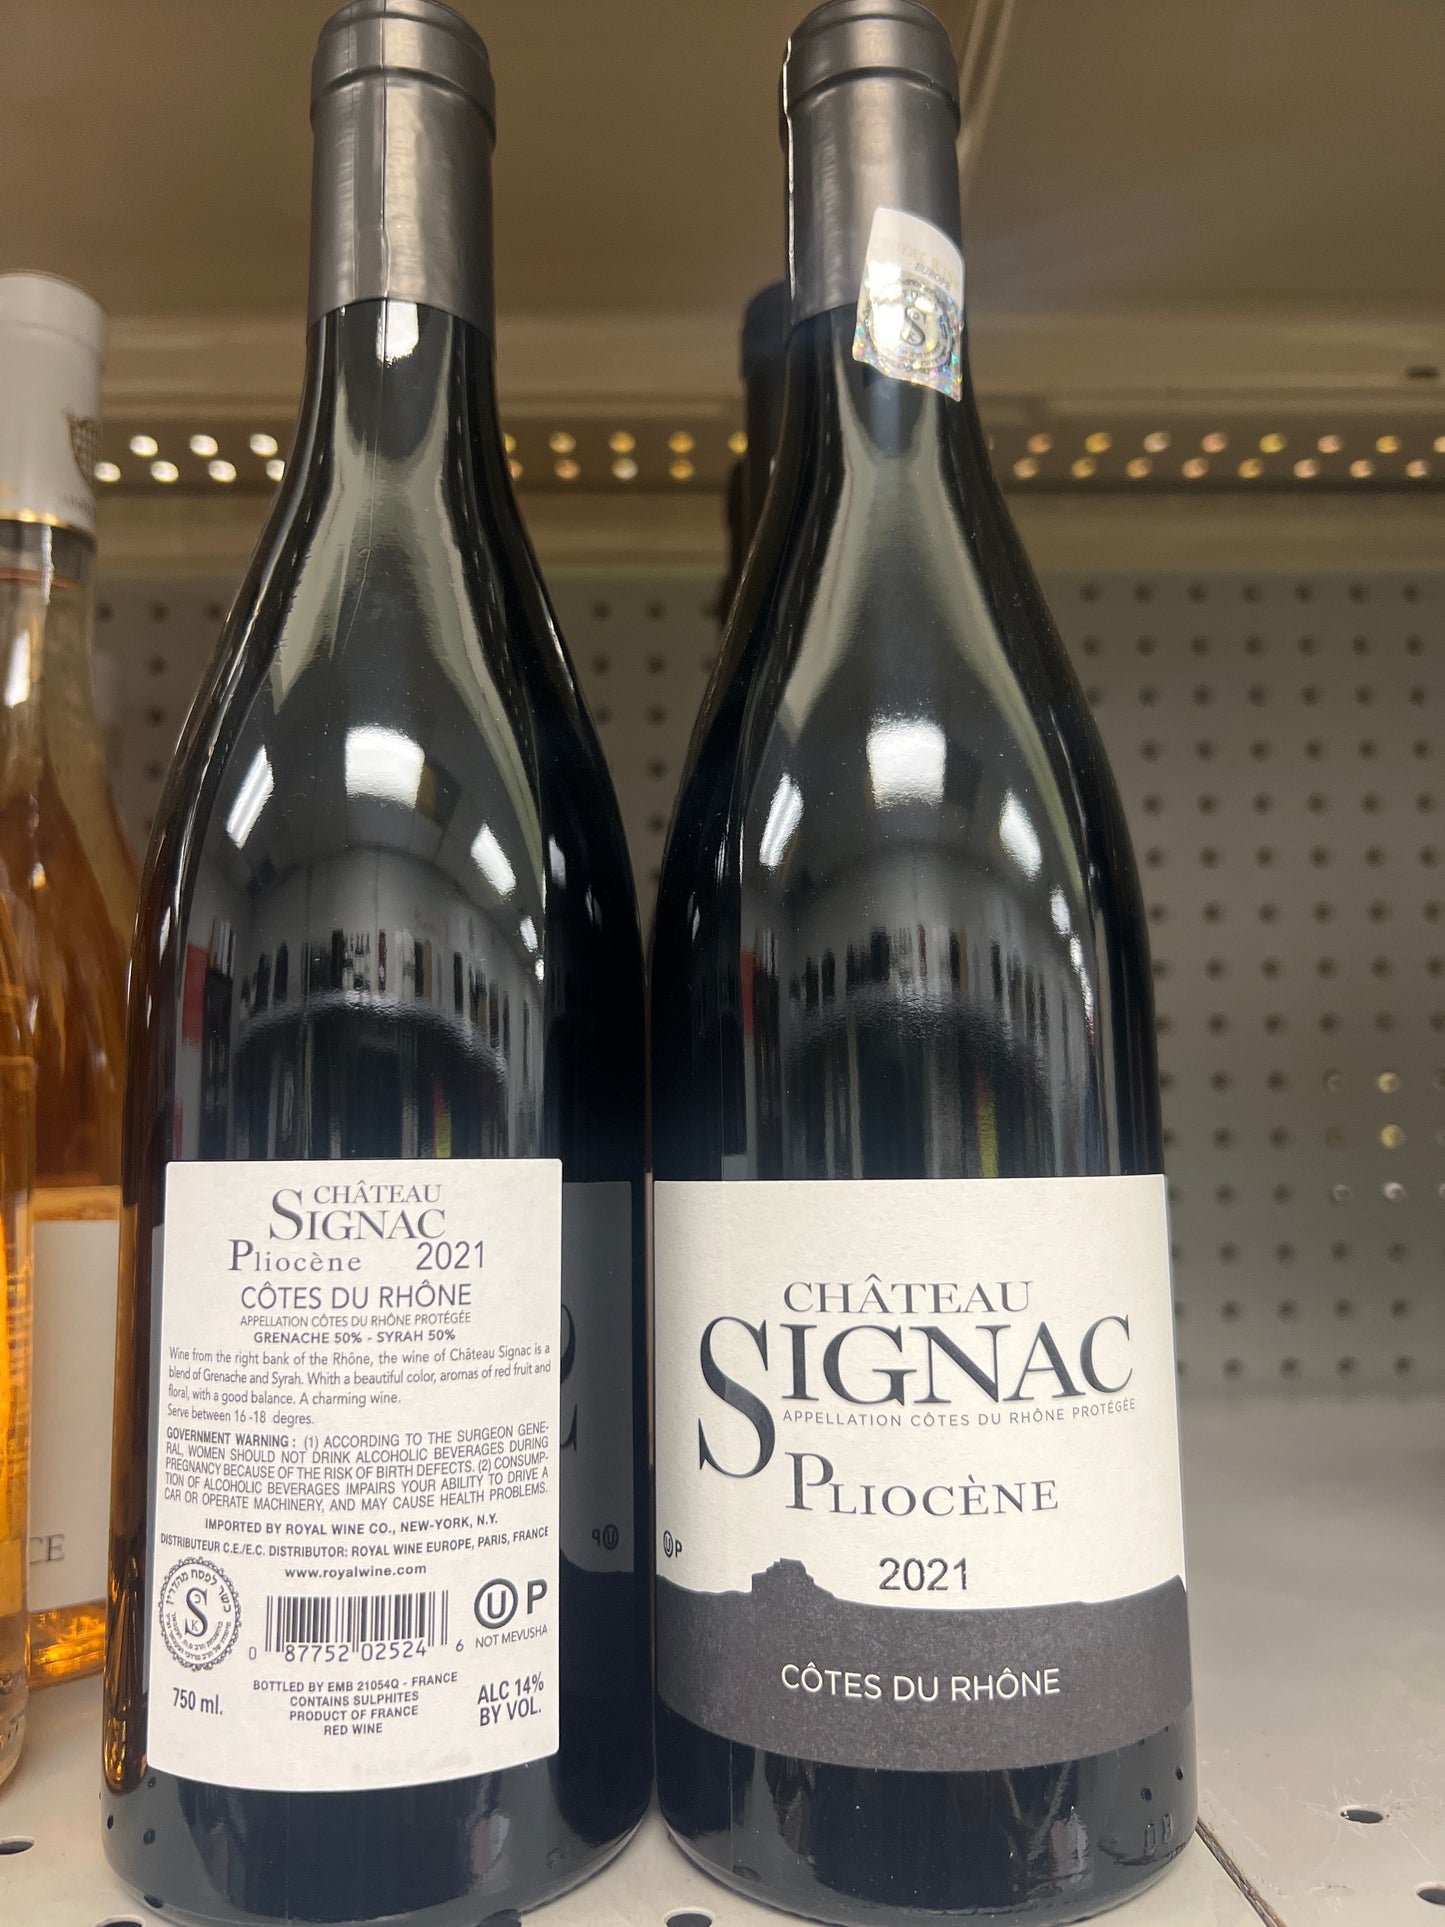 CHÂTEAU
SIGNAC
Pliocène 2021
CÔTES DU RHÔNE
APPELLATION CÔTES DU RHÔNE PROTÉGÉE
GRENACHE 50% - SYRAH 50%
Wine from the right bank of the Rhône, the wine of Château Signac is a
blend of Grenache and Syrah. Whith a beautiful color, aromas of red fruit and
floral, with a good balance. A charming wine.
Serve between 16-18 degres.
GOVERNMENT WARNING : (1) ACCORDING TO THE SURGEON GENE-
RAL, WOMEN SHOULD NOT DRINK ALCOHOLIC BEVERAGES DURING
PREGNANCY BECAUSE OF THE RISK OF BIRTH DEFECTS. (2) CONSUMP-
TION OF ALCOHOLIC BEVERAGES IMPAIRS YOUR ABILITY TO DRIVE A
CAR OR OPERATE MACHINERY, AND MAY CAUSE HEALTH PROBLEMS.
IMPORTED BY ROYAL WINE CO., NEW-YORK, N.Y.
DISTRIBUTEUR C.E./E.C. DISTRIBUTOR: ROYAL WINE EUROPE, PARIS, FRANCE
www.royalwine.com
כשר לפסח מהדרין
U P
NOT MEVUSHA
0 87752 02524 6
BOTTLED BY EMB 21054Q - FRANCE
CONTAINS SULPHITES
PRODUCT OF FRANCE
RED WINE
750 ml.
ALC 14%
BY VOL.
EUROPE
CHÂTEAU
SIGNAC
APPELLATION CÔTES DU RHÔNE PROTÉGÉE
PLIOCÈNE
UP
2021
CÔTES DU RHÔNE